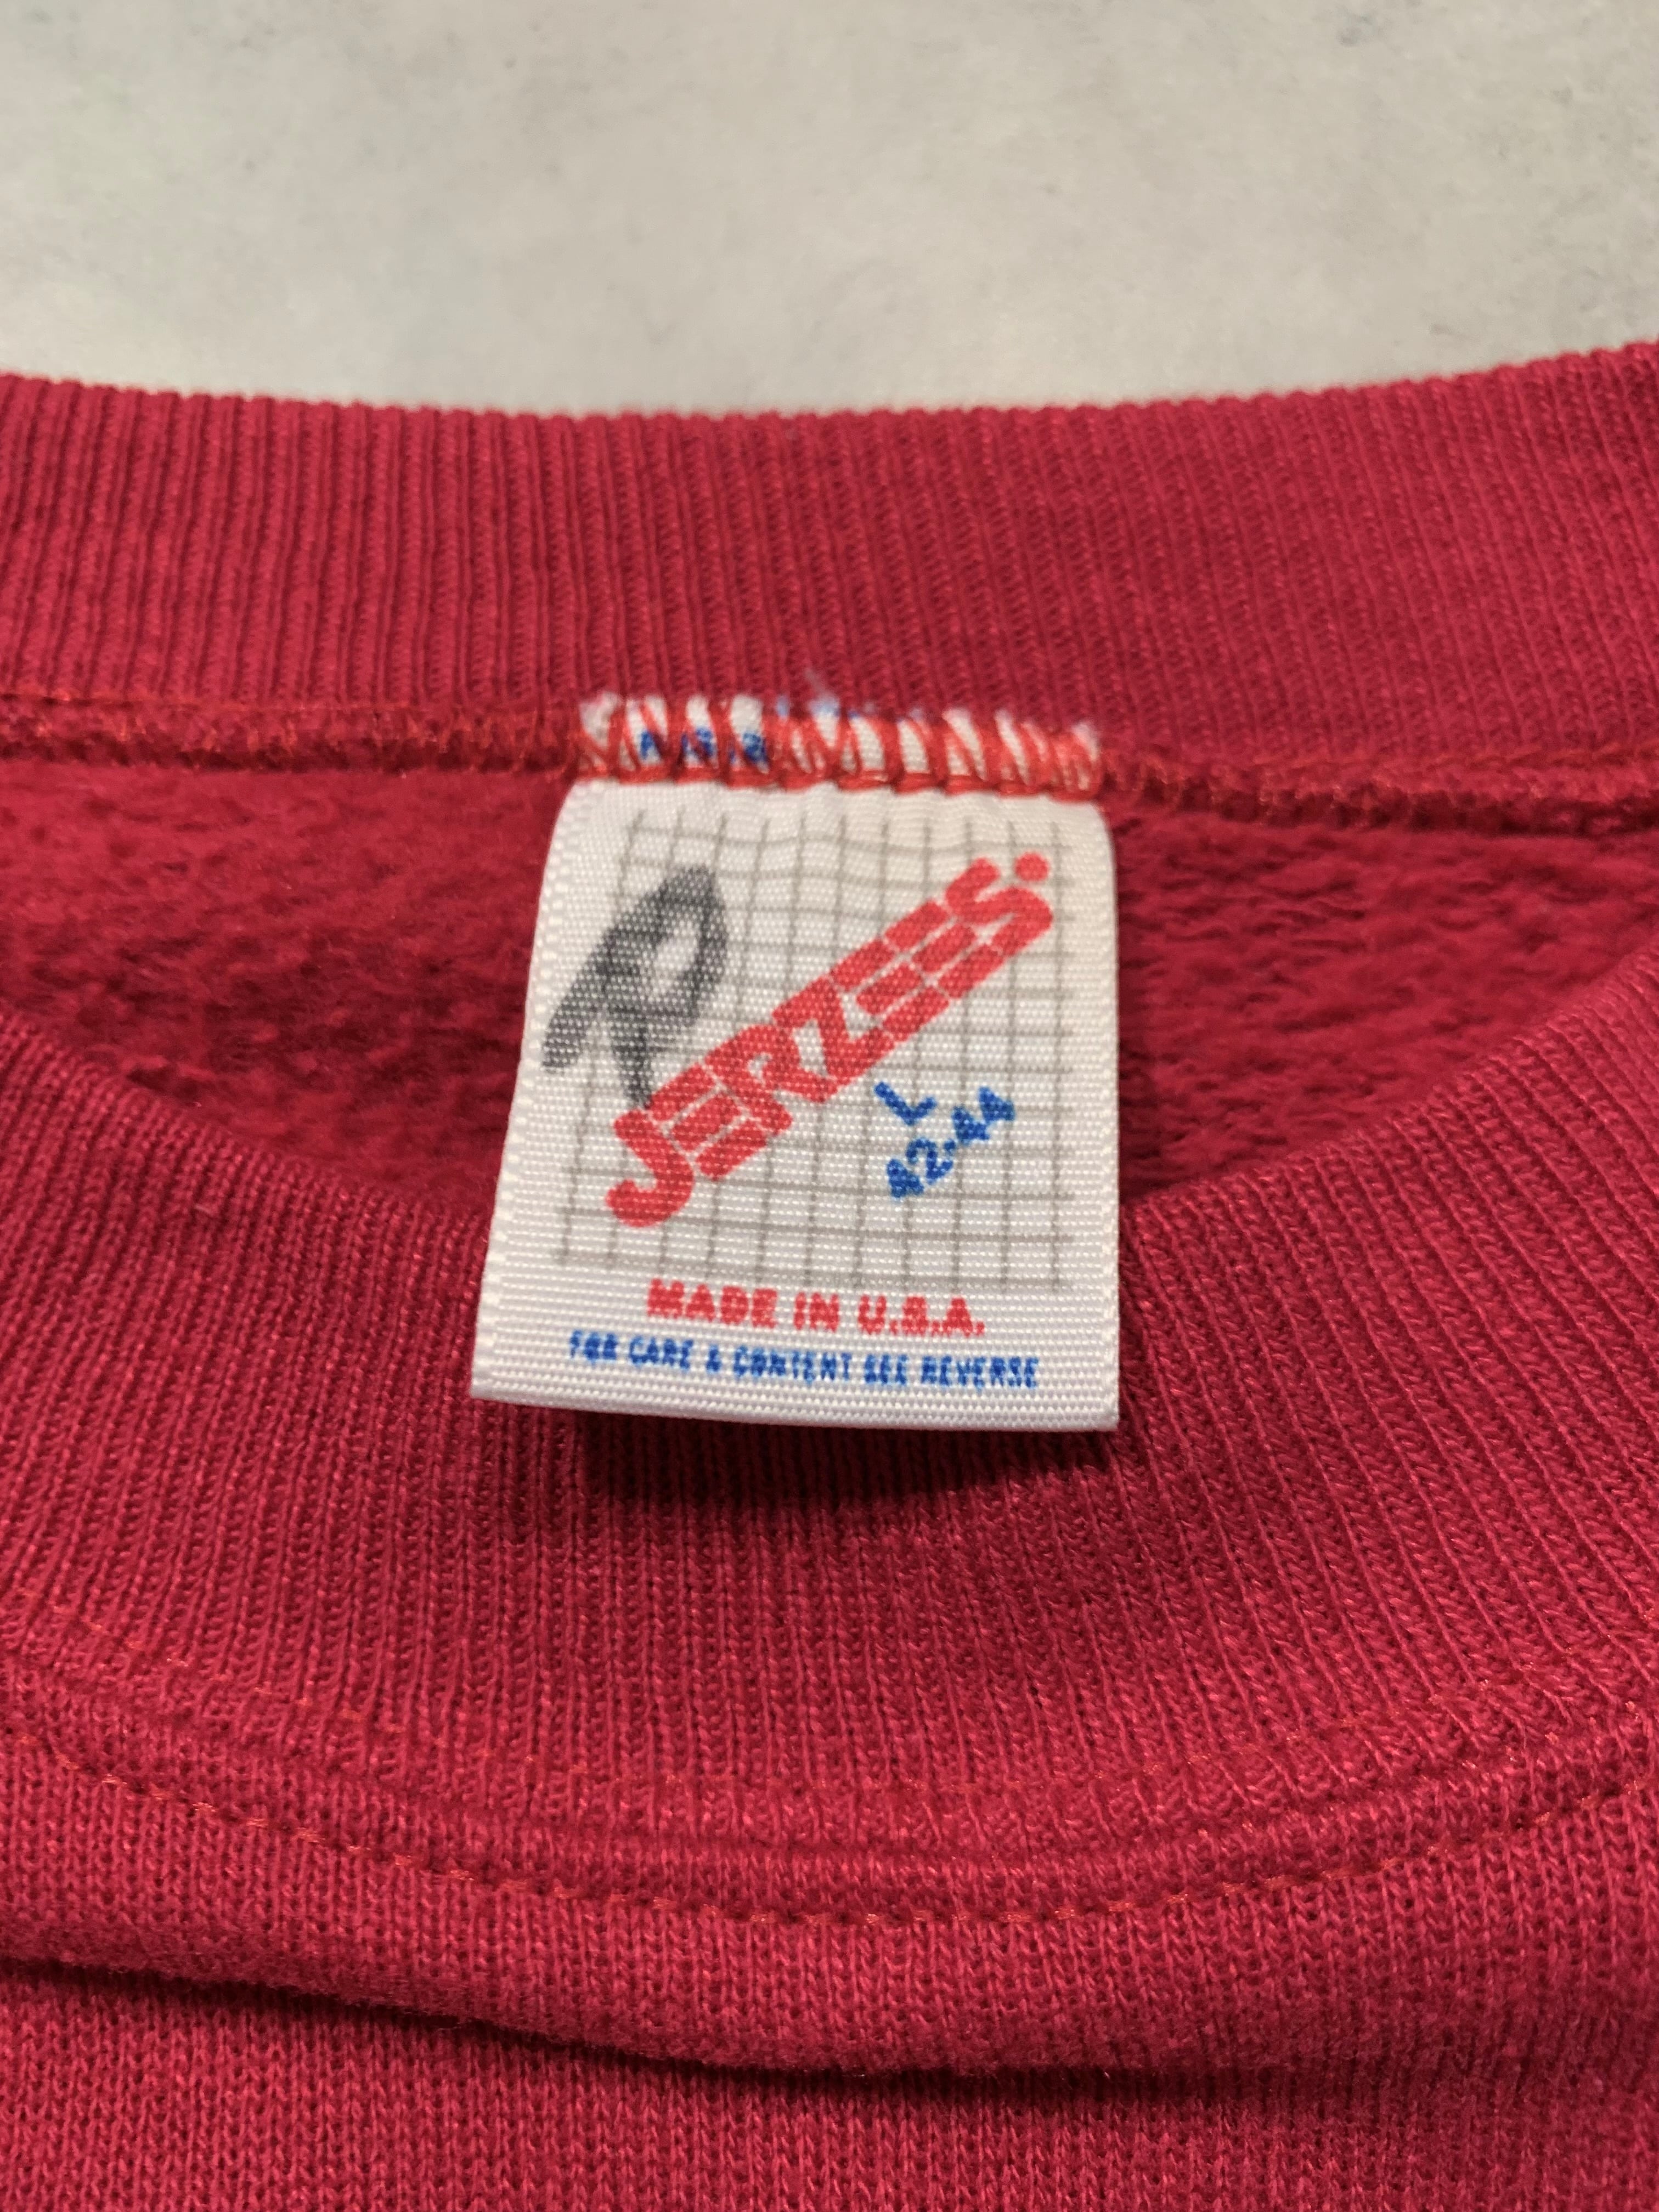 R
JERZEES.
L
42-44
MADE IN U.S.A.
FOR CARE & CONTENT SEE REVERSE